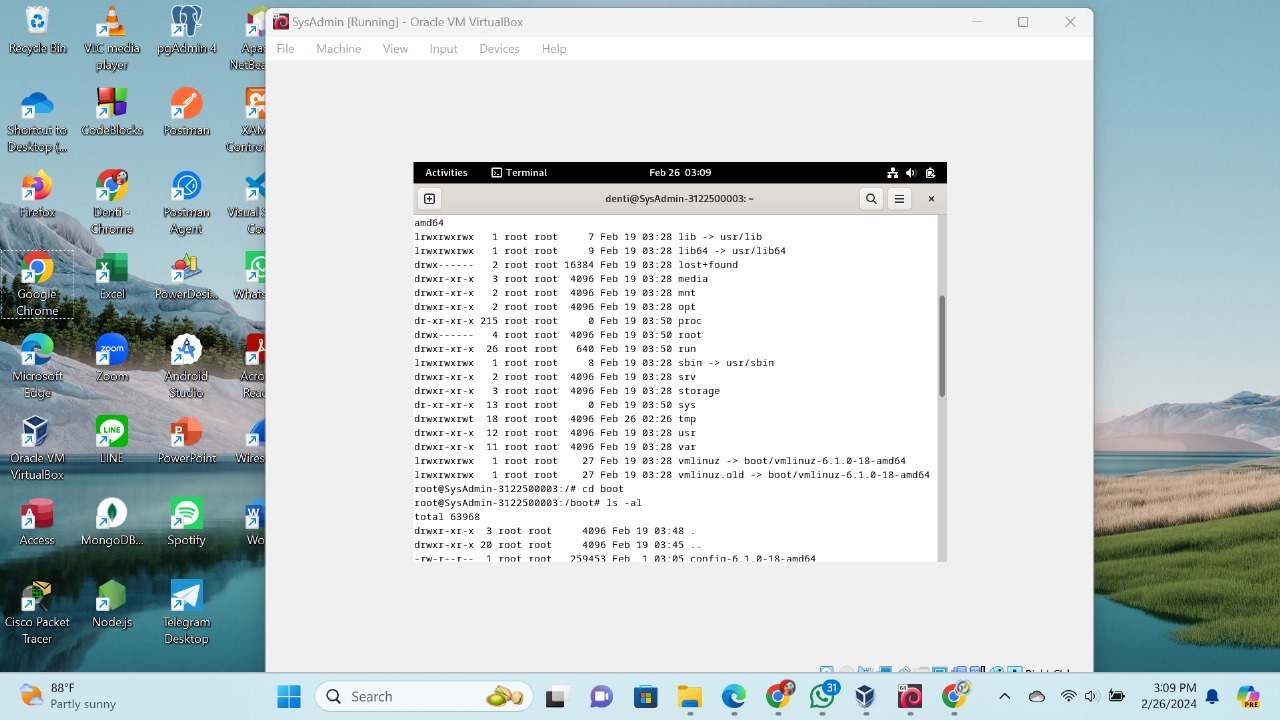 Recycle Bin
VLC media player
pgAdmin 4
Shortcut to Desktop (...
CodeBlocks
Postman
Firefox
Denti - Chrome
Postman Agent
Google Chrome
Excel
PowerDesi...
Microsoft Edge
Zoom
Android Studio
Oracle VM VirtualBox
LINE
PowerPoint
Access
MongoDB...
Spotify
Cisco Packet Tracer
Node.js
Telegram Desktop
SysAdmin [Running] - Oracle VM VirtualBox
File Machine View Input Devices Help
Activities Terminal Feb 26 03:09
denti@SysAdmin-3122500003: ~
amd64
lrwxrwxrwx 1 root root 7 Feb 19 03:28 lib -> usr/lib
lrwxrwxrwx 1 root root 9 Feb 19 03:28 lib64 -> usr/lib64
drwx------ 2 root root 16384 Feb 19 03:28 lost+found
drwxr-xr-x 3 root root 4096 Feb 19 03:28 media
drwxr-xr-x 2 root root 4096 Feb 19 03:28 mnt
drwxr-xr-x 2 root root 4096 Feb 19 03:28 opt
dr-xr-xr-x 215 root root 0 Feb 19 03:50 proc
drwx------ 4 root root 4096 Feb 19 03:50 root
drwxr-xr-x 26 root root 640 Feb 19 03:50 run
lrwxrwxrwx 1 root root 8 Feb 19 03:28 sbin -> usr/sbin
drwxr-xr-x 2 root root 4096 Feb 19 03:28 srv
drwxr-xr-x 3 root root 4096 Feb 19 03:28 storage
dr-xr-xr-x 13 root root 0 Feb 19 03:50 sys
drwxrwxrwt 18 root root 4096 Feb 26 02:26 tmp
drwxr-xr-x 12 root root 4096 Feb 19 03:28 usr
drwxr-xr-x 11 root root 4096 Feb 19 03:28 var
lrwxrwxrwx 1 root root 27 Feb 19 03:28 vmlinuz -> boot/vmlinuz-6.1.0-18-amd64
lrwxrwxrwx 1 root root 27 Feb 19 03:28 vmlinuz.old -> boot/vmlinuz-6.1.0-18-amd64
root@SysAdmin-3122500003:/# cd boot
root@SysAdmin-3122500003:/boot# ls -al
total 63968
drwxr-xr-x 3 root root 4096 Feb 19 03:48 .
drwxr-xr-x 20 root root 4096 Feb 19 03:45 ..
-rw-r--r-- 1 root root 259453 Feb 1 03:05 config-6.1.0-18-amd64
88°F
Partly sunny
Search
31
PRE
3:09 PM
2/26/2024